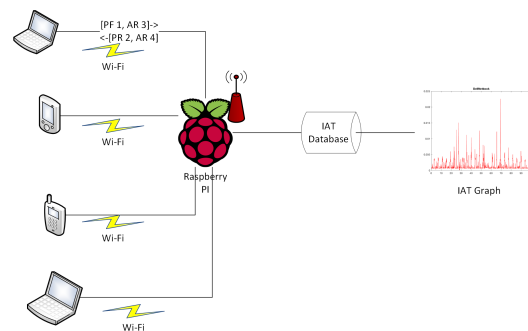 [PF 1, AR 3]->
<-[PR 2, AR 4]
Wi-Fi
Wi-Fi
Raspberry
PI
IAT
Database
IAT Graph
Wi-Fi
Wi-Fi